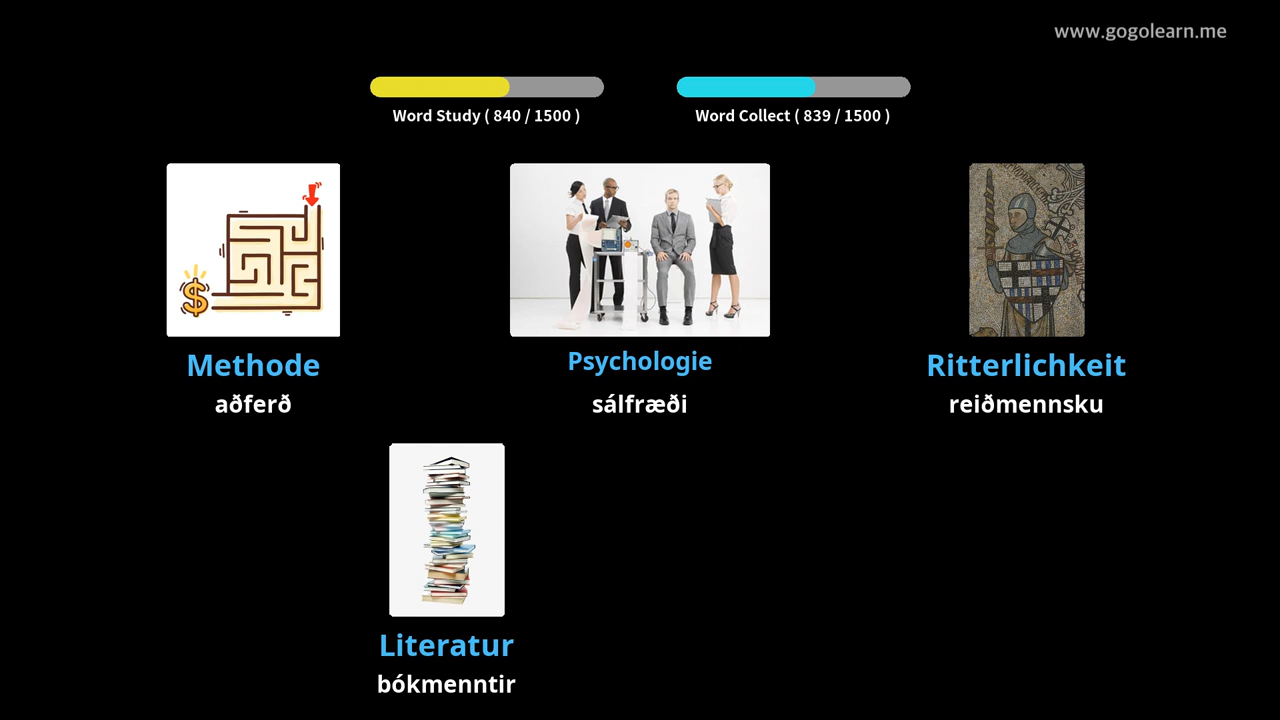 www.gogolearn.me
Word Study ( 840 / 1500 )
Word Collect ( 839 / 1500 )
Methode
aðferð
Psychologie
sálfræði
Ritterlichkeit
reiðmennsku
Literatur
bókmenntir